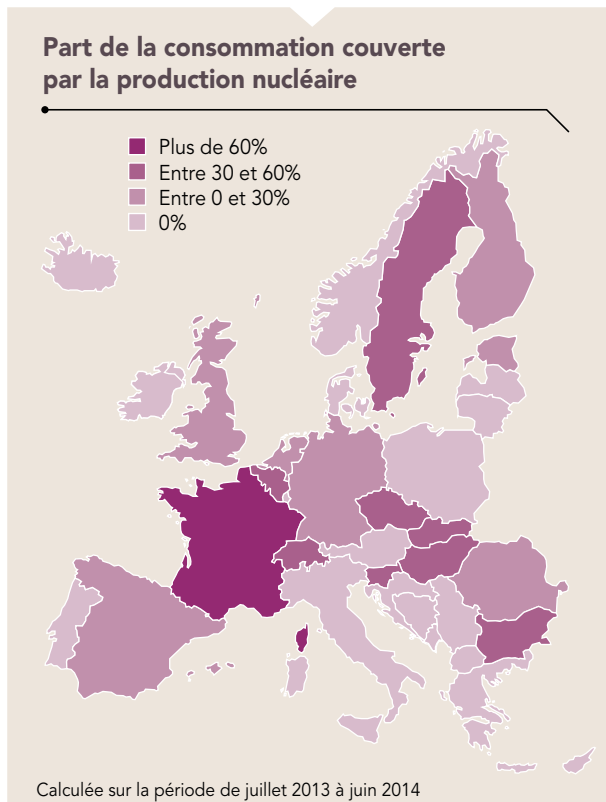 Part de la consommation couverte
par la production nucléaire
Plus de 60%
Entre 30 et 60%
Entre 0 et 30%
0%
Calculée sur la période de juillet 2013 à juin 2014